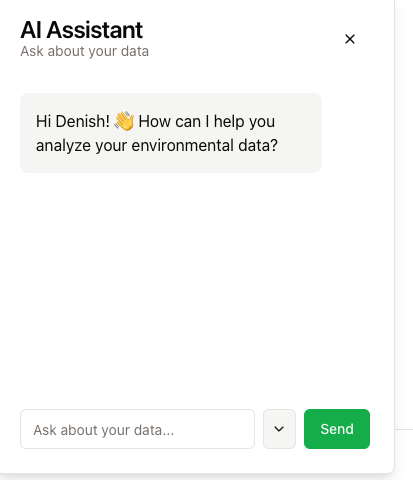 AI Assistant
Ask about your data
Hi Denish! 👋 How can I help you
analyze your environmental data?
Ask about your data...
Send